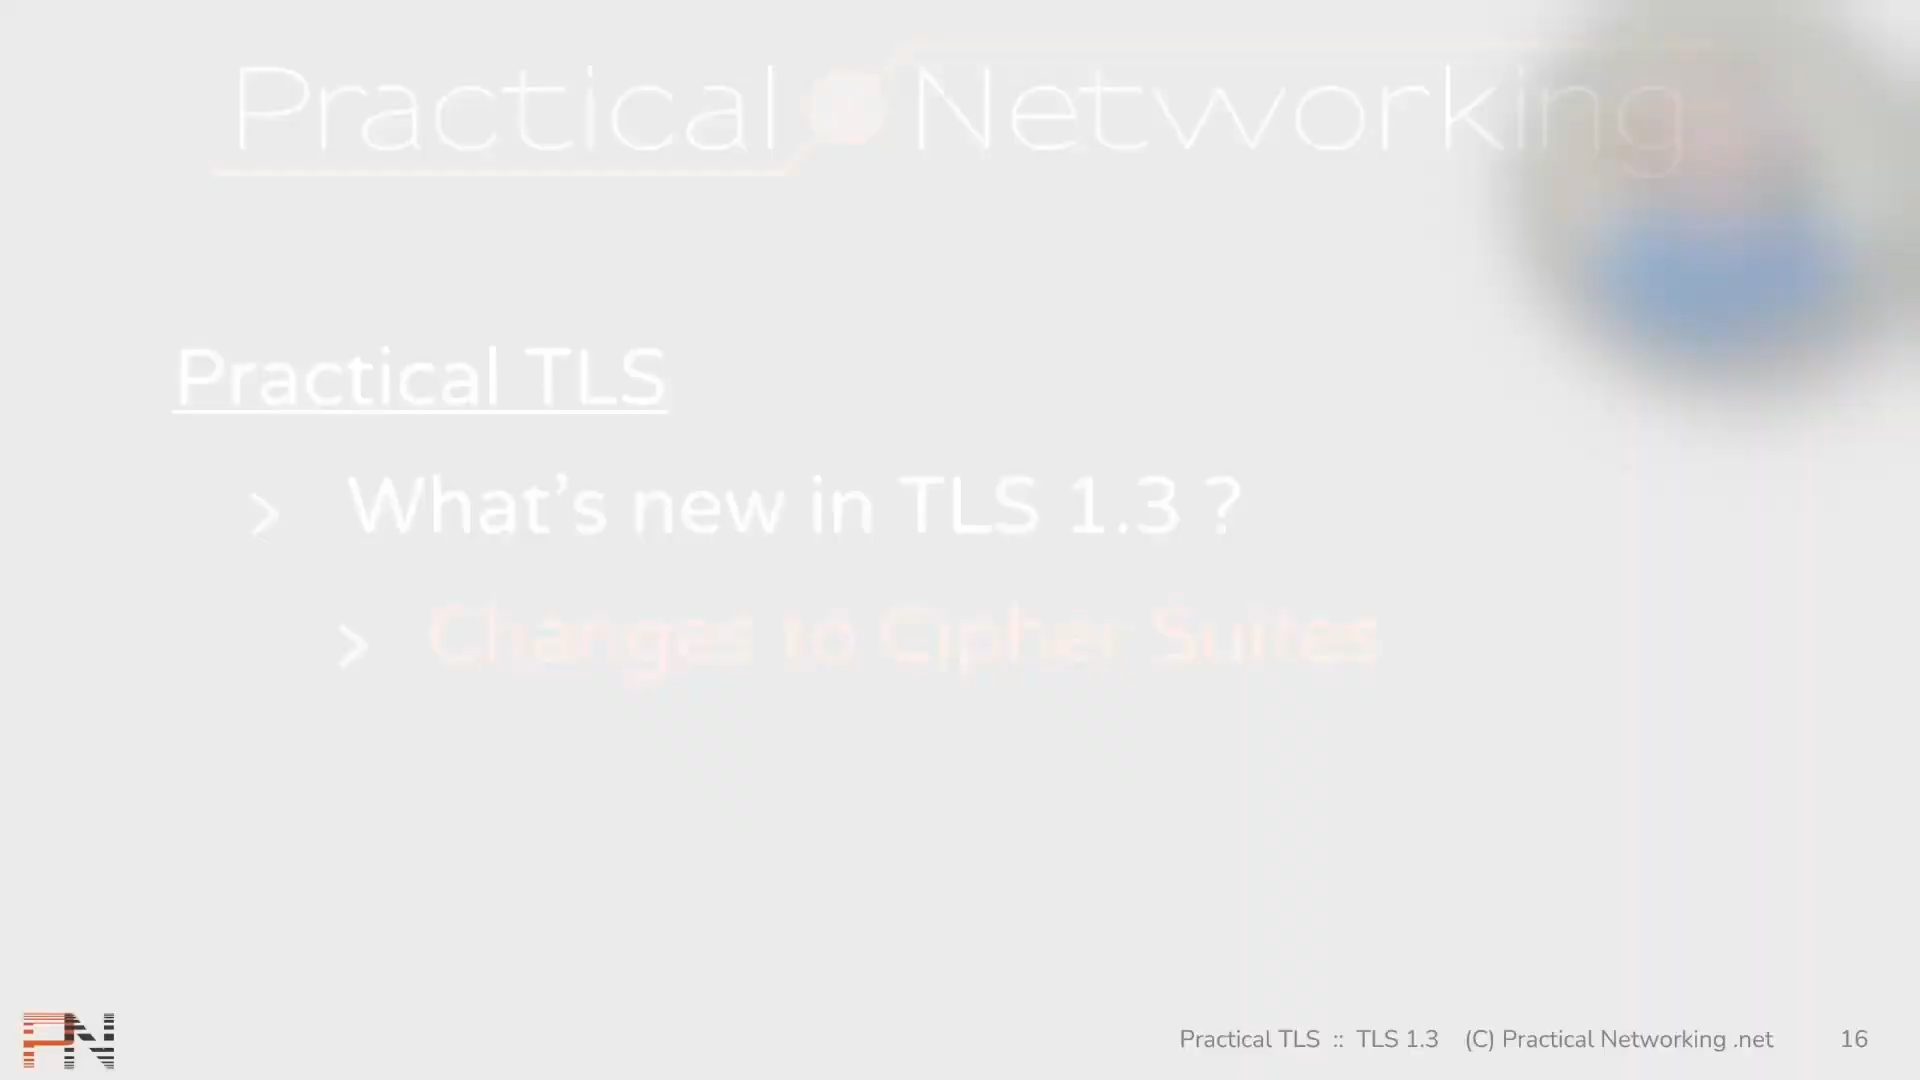 Practical Networking
Practical TLS
> What's new in TLS 1.3 ?
> Changes to Cipher Suites
PN
Practical TLS :: TLS 1.3 (C) Practical Networking .net 16